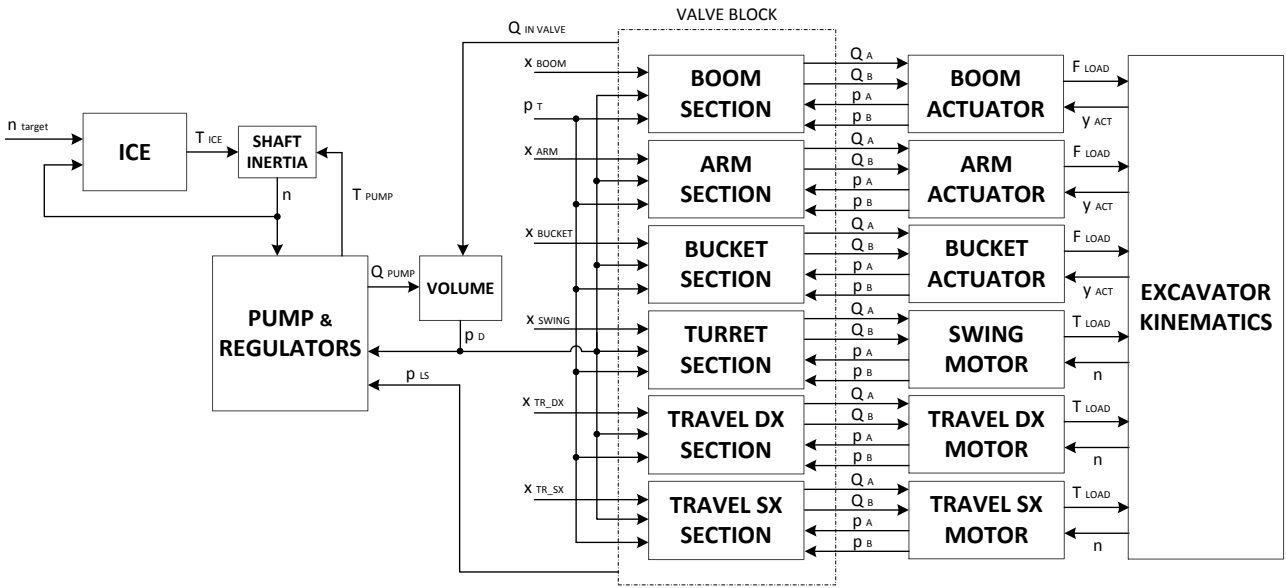 VALVE BLOCK
Q IN VALVE
n target
ICE
T ICE
SHAFT
INERTIA
n
T PUMP
PUMP &
REGULATORS
Q PUMP
VOLUME
p D
p LS
x BOOM
p T
x ARM
x BUCKET
x SWING
x TR_DX
x TR_SX
BOOM
SECTION
Q A
Q B
p A
p B
BOOM
ACTUATOR
F LOAD
y ACT
ARM
SECTION
Q A
Q B
p A
p B
ARM
ACTUATOR
F LOAD
y ACT
BUCKET
SECTION
Q A
Q B
p A
p B
BUCKET
ACTUATOR
F LOAD
y ACT
TURRET
SECTION
Q A
Q B
p A
p B
SWING
MOTOR
T LOAD
n
TRAVEL DX
SECTION
Q A
Q B
p A
p B
TRAVEL DX
MOTOR
T LOAD
n
TRAVEL SX
SECTION
Q A
Q B
p A
p B
TRAVEL SX
MOTOR
T LOAD
n
EXCAVATOR
KINEMATICS